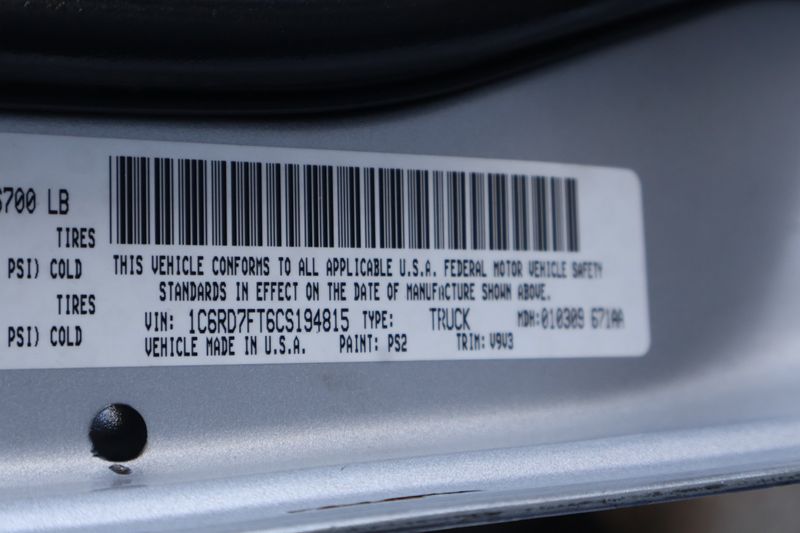 6700 LB
TIRES
PSI) COLD
TIRES
PSI) COLD
THIS VEHICLE CONFORMS TO ALL APPLICABLE U.S.A. FEDERAL MOTOR VEHICLE SAFETY
STANDARDS IN EFFECT ON THE DATE OF MANUFACTURE SHOWN ABOVE.
VIN: 1C6RD7FT6CS194815 TYPE: TRUCK MDH:010309 671AA
VEHICLE MADE IN U.S.A. PAINT: PS2 TRIM: V9V3